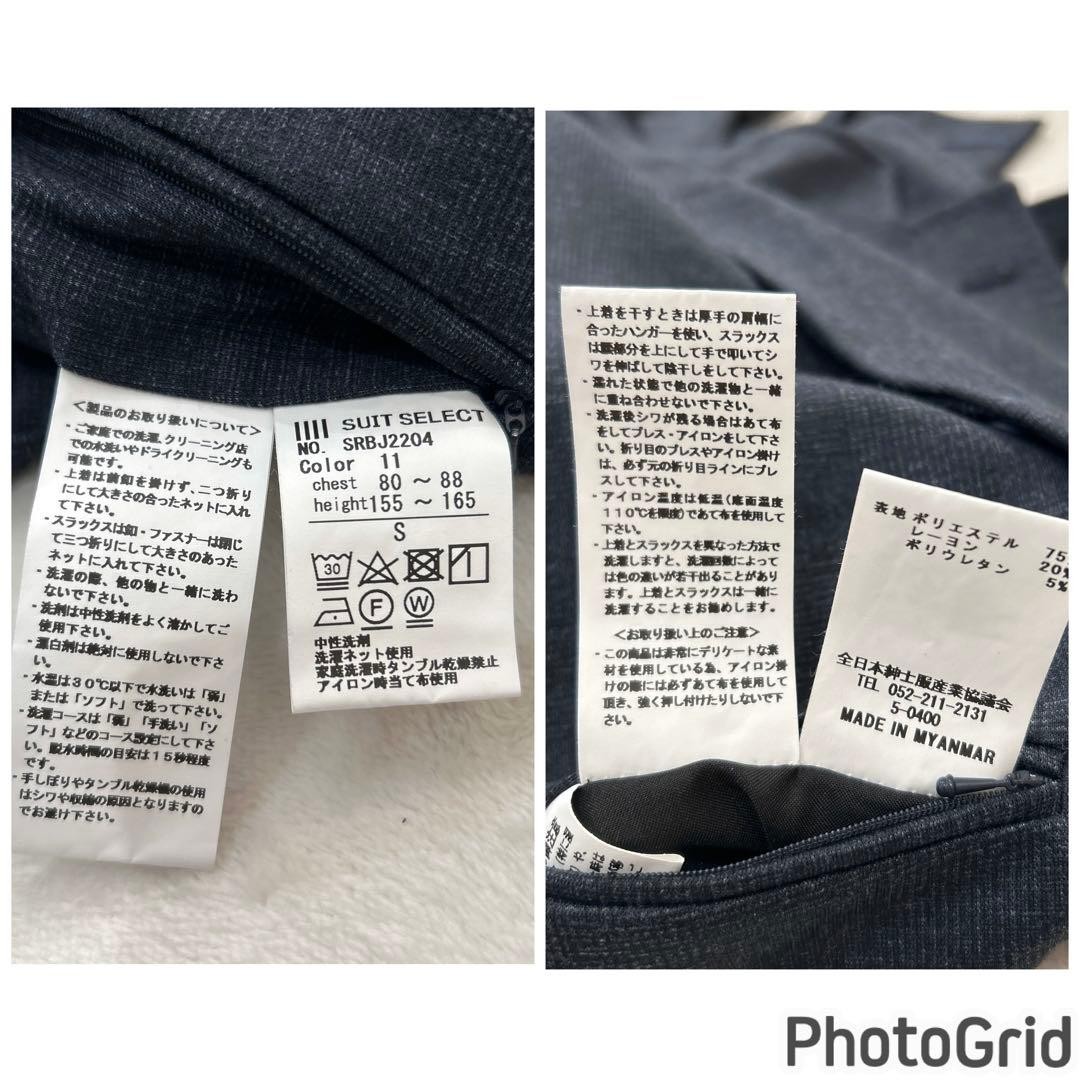 <製品のお取り扱いについて>
・ご家庭での洗濯、クリーニング店
での水洗いやドライクリーニングも
可能です。
・上着は前釦を掛けず、二つ折り
にして大きさの合ったネットに入れ
て下さい。
・スラックスは釦・ファスナーは閉じ
て三つ折りにして大きさのあった
ネットに入れて下さい。
・洗濯の際、他の物と一緒に洗わ
ないで下さい。
・洗剤は中性洗剤をよく溶かしてご
使用下さい。
・漂白剤は絶対に使用しないで下さ
い。
・水温は30℃以下で水洗いは「弱」
または「ソフト」で洗って下さい。
・洗濯コースは「弱」「手洗い」「ソ
フト」などのコース設定にして下さ
い。脱水時間の目安は15秒程度
です。
・手しぼりやタンブル乾燥機の使用
はシワや収縮の原因となりますの
でお避け下さい。
SUIT SELECT
NO. SRBJ2204
Color 11
chest 80 ～ 88
height 155 ～ 165
S
30
F W
中性洗剤
洗濯ネット使用
家庭洗濯時タンブル乾燥禁止
アイロン時当て布使用
・上着を干すときは厚手の肩幅に
合ったハンガーを使い、スラックス
は腰部分を上にして手で叩いてシ
ワを伸ばして陰干しをして下さい。
・濡れた状態で他の洗濯物と一緒
に重ね合わせないで下さい。
・洗濯後シワが残る場合はあて布
をしてプレス・アイロンをして下さ
い。折り目のプレスやアイロン掛け
は、必ず元の折り目ラインにプレ
スして下さい。
・アイロン温度は低温(底面温度
110℃を限度)であて布を使用して
下さい。
・上着とスラックスを異なった方法で
洗濯しますと、洗濯回数によって
は色の違いが若干出ることがあり
ます。上着とスラックスは一緒に
洗濯することをお勧めします。
<お取り扱い上のご注意>
・この商品は非常にデリケートな素
材を使用している為、アイロン掛
けの際には必ずあて布を使用して
頂き、強く押し付けたりしないで下
さい。
表地 ポリエステル 75
レーヨン 20%
ポリウレタン 5%
全日本紳士服産業協議会
TEL 052-211-2131
5-0400
MADE IN MYANMAR
PhotoGrid